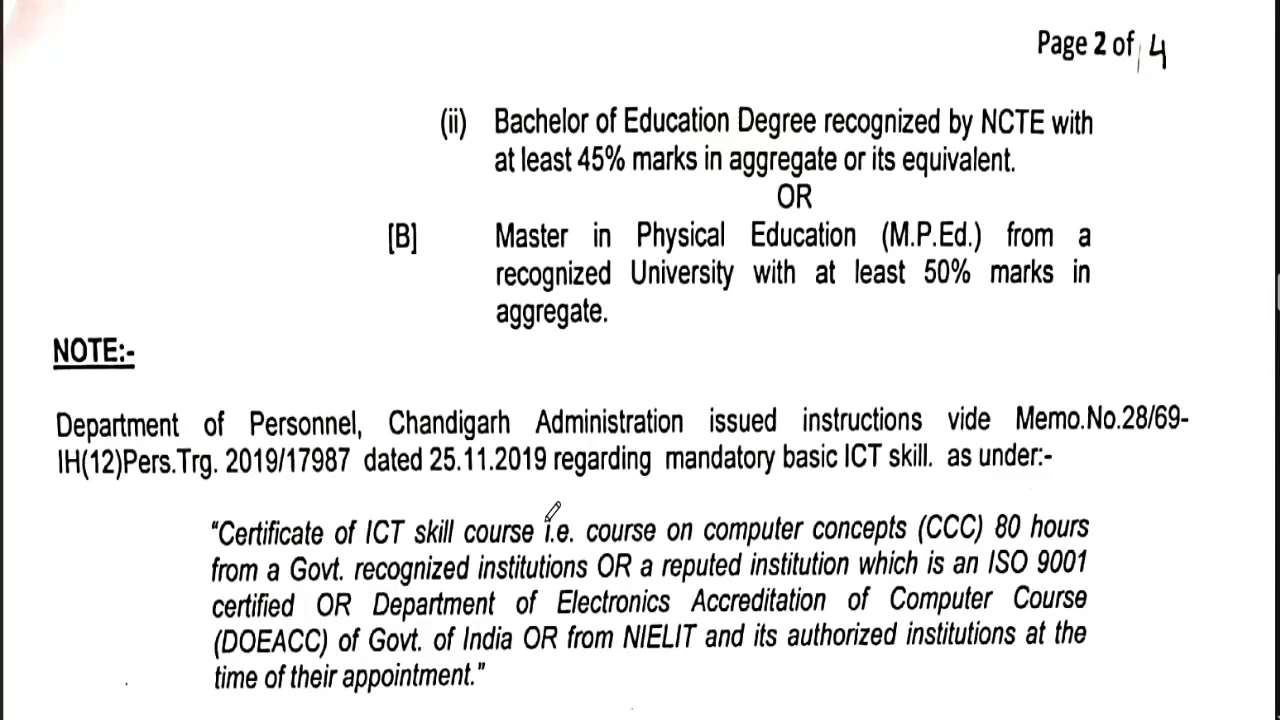 Page 2 of 4
(ii) Bachelor of Education Degree recognized by NCTE with
at least 45% marks in aggregate or its equivalent.
OR
[B] Master in Physical Education (M.P.Ed.) from a
recognized University with at least 50% marks in
aggregate.
NOTE:-
Department of Personnel, Chandigarh Administration issued instructions vide Memo.No.28/69-
IH(12)Pers.Trg. 2019/17987 dated 25.11.2019 regarding mandatory basic ICT skill. as under:-
"Certificate of ICT skill course i.e. course on computer concepts (CCC) 80 hours
from a Govt. recognized institutions OR a reputed institution which is an ISO 9001
certified OR Department of Electronics Accreditation of Computer Course
(DOEACC) of Govt. of India OR from NIELIT and its authorized institutions at the
time of their appointment."